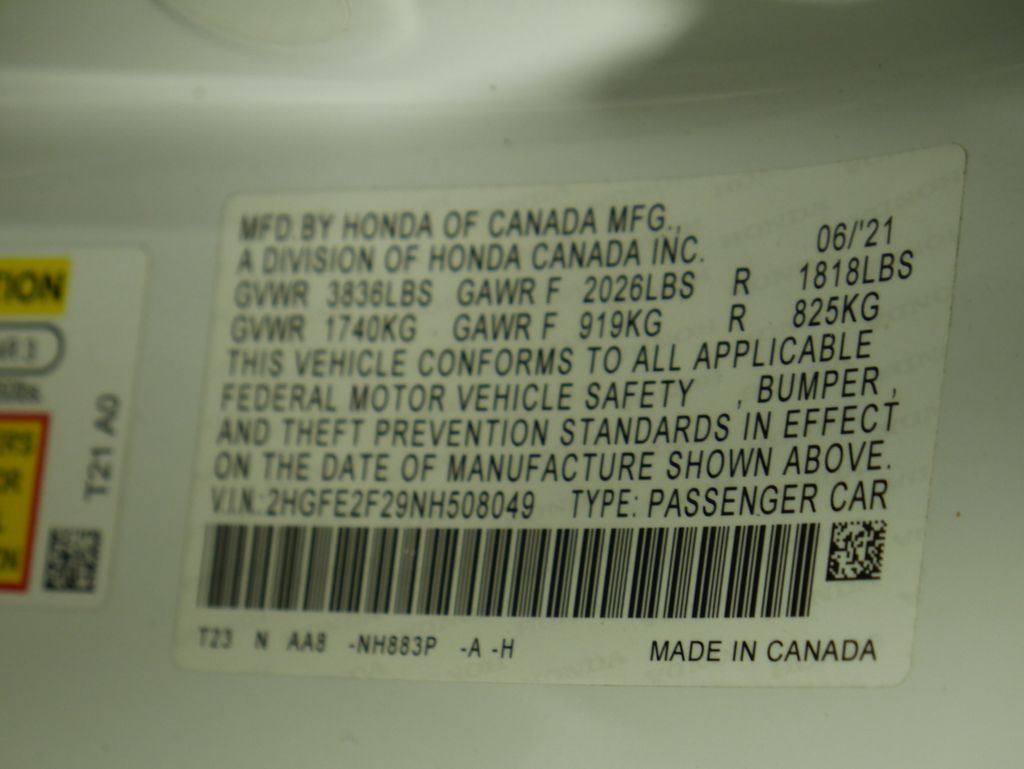 MFD. BY HONDA OF CANADA MFG.,
A DIVISION OF HONDA CANADA INC. 06/'21
GVWR 3836LBS GAWR F 2026LBS R 1818LBS
GVWR 1740KG GAWR F 919KG R 825KG
THIS VEHICLE CONFORMS TO ALL APPLICABLE
FEDERAL MOTOR VEHICLE SAFETY , BUMPER ,
AND THEFT PREVENTION STANDARDS IN EFFECT
ON THE DATE OF MANUFACTURE SHOWN ABOVE.
V.I.N.:2HGFE2F29NH508049 TYPE: PASSENGER CAR
T23 N AA8 -NH883P -A -H MADE IN CANADA
T21 A0